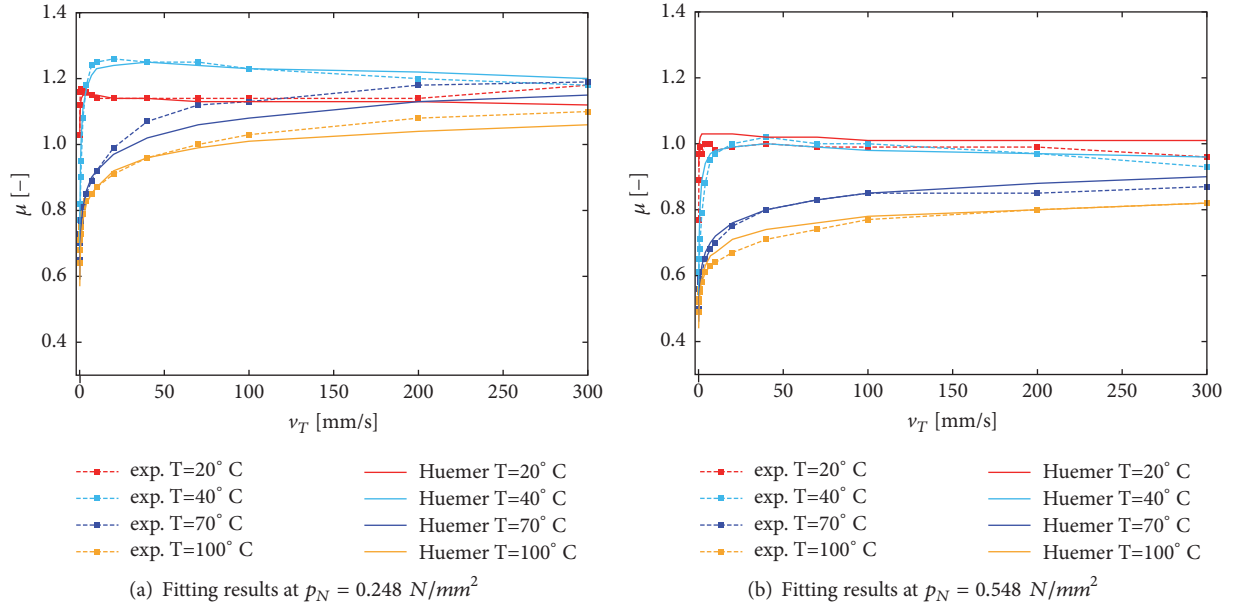 1.4
1.2
1.0
0.8
0.6
0.4
μ [−]
0 50 100 150 200 250 300
v_T [mm/s]
exp. T=20° C
exp. T=40° C
exp. T=70° C
exp. T=100° C
Huemer T=20° C
Huemer T=40° C
Huemer T=70° C
Huemer T=100° C
(a) Fitting results at p_N = 0.248 N/mm²
1.4
1.2
1.0
0.8
0.6
0.4
μ [−]
0 50 100 150 200 250 300
v_T [mm/s]
exp. T=20° C
exp. T=40° C
exp. T=70° C
exp. T=100° C
Huemer T=20° C
Huemer T=40° C
Huemer T=70° C
Huemer T=100° C
(b) Fitting results at p_N = 0.548 N/mm²